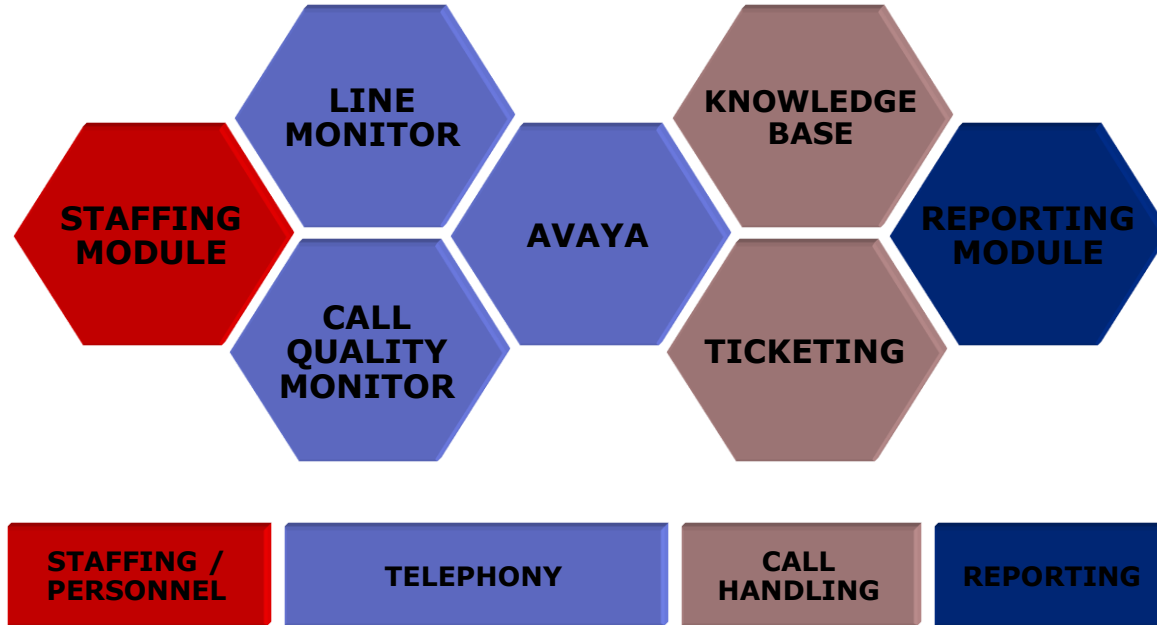 LINE
MONITOR
KNOWLEDGE
BASE
STAFFING
MODULE
AVAYA
REPORTING
MODULE
CALL
QUALITY
MONITOR
TICKETING
STAFFING /
PERSONNEL
TELEPHONY
CALL
HANDLING
REPORTING